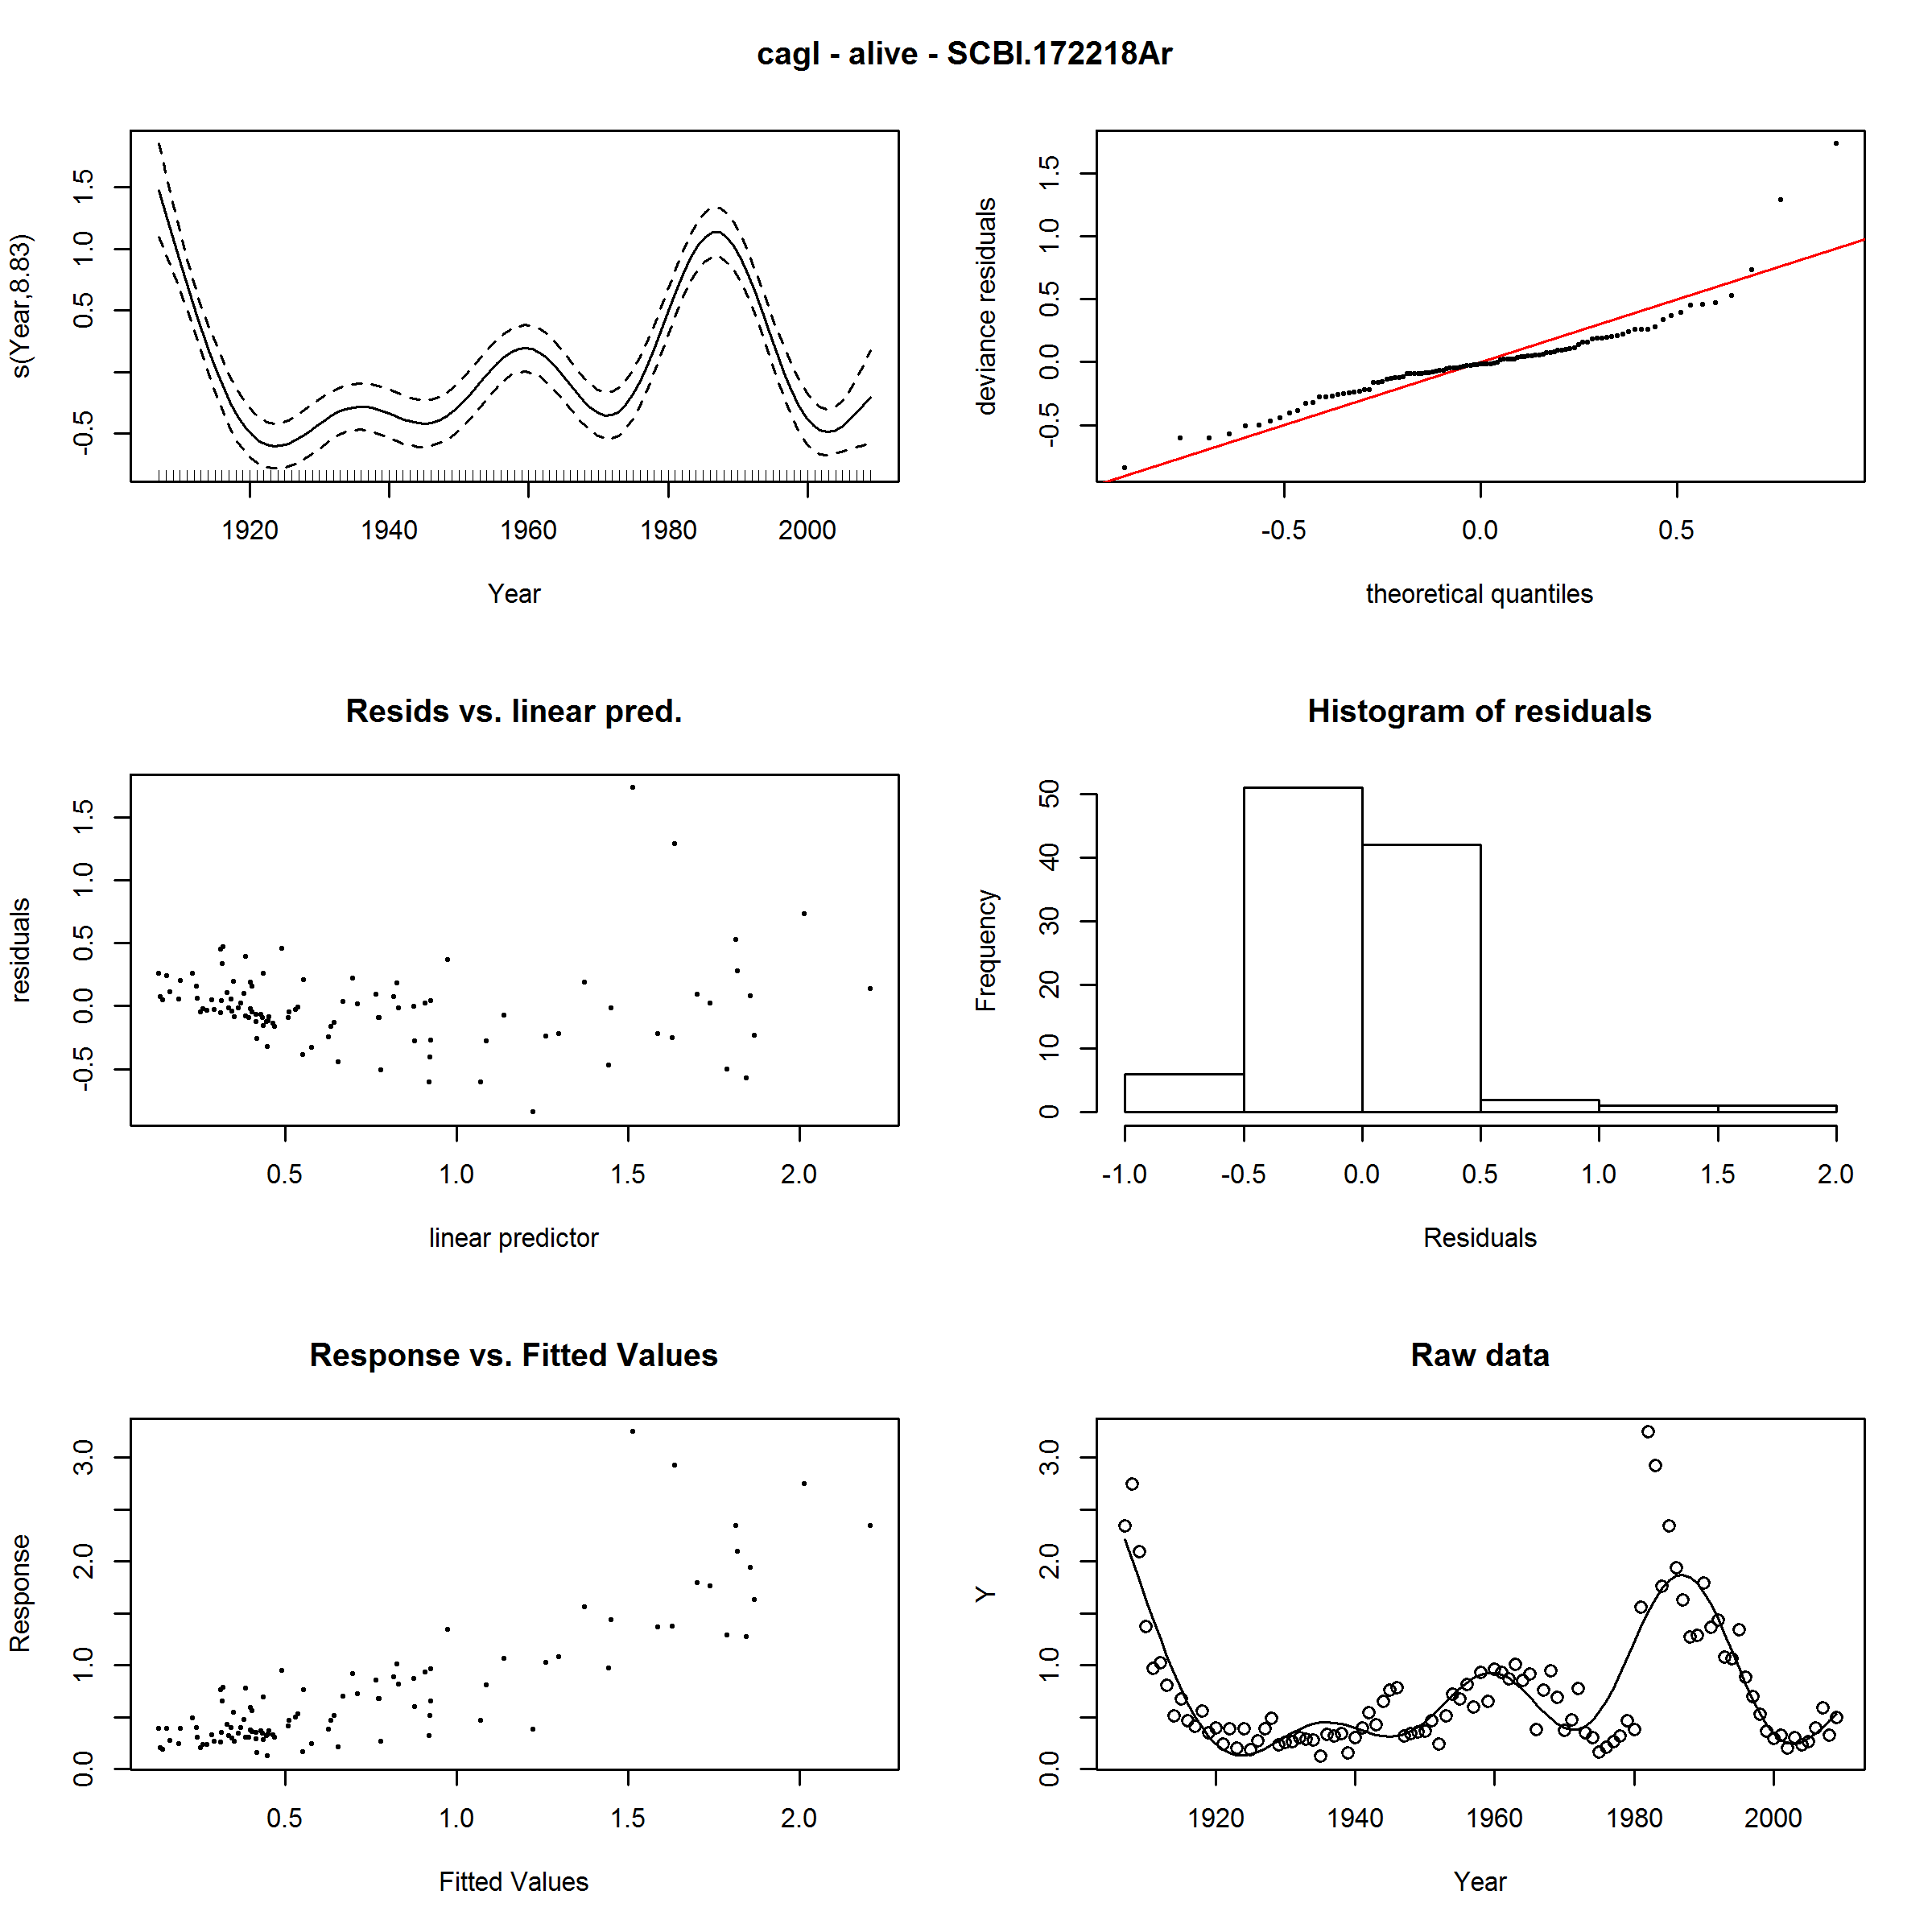 cagl - alive - SCBI.172218Ar
s(Year,8.83)
-0.5 0.5 1.0 1.5
1920 1940 1960 1980 2000
Year
deviance residuals
-0.5 0.0 0.5 1.0 1.5
-0.5 0.0 0.5
theoretical quantiles
Resids vs. linear pred.
residuals
-0.5 0.0 0.5 1.0 1.5
0.5 1.0 1.5 2.0
linear predictor
Histogram of residuals
Frequency
0 10 20 30 40 50
-1.0 -0.5 0.0 0.5 1.0 1.5 2.0
Residuals
Response vs. Fitted Values
Response
0.0 1.0 2.0 3.0
0.5 1.0 1.5 2.0
Fitted Values
Raw data
Y
0.0 1.0 2.0 3.0
1920 1940 1960 1980 2000
Year